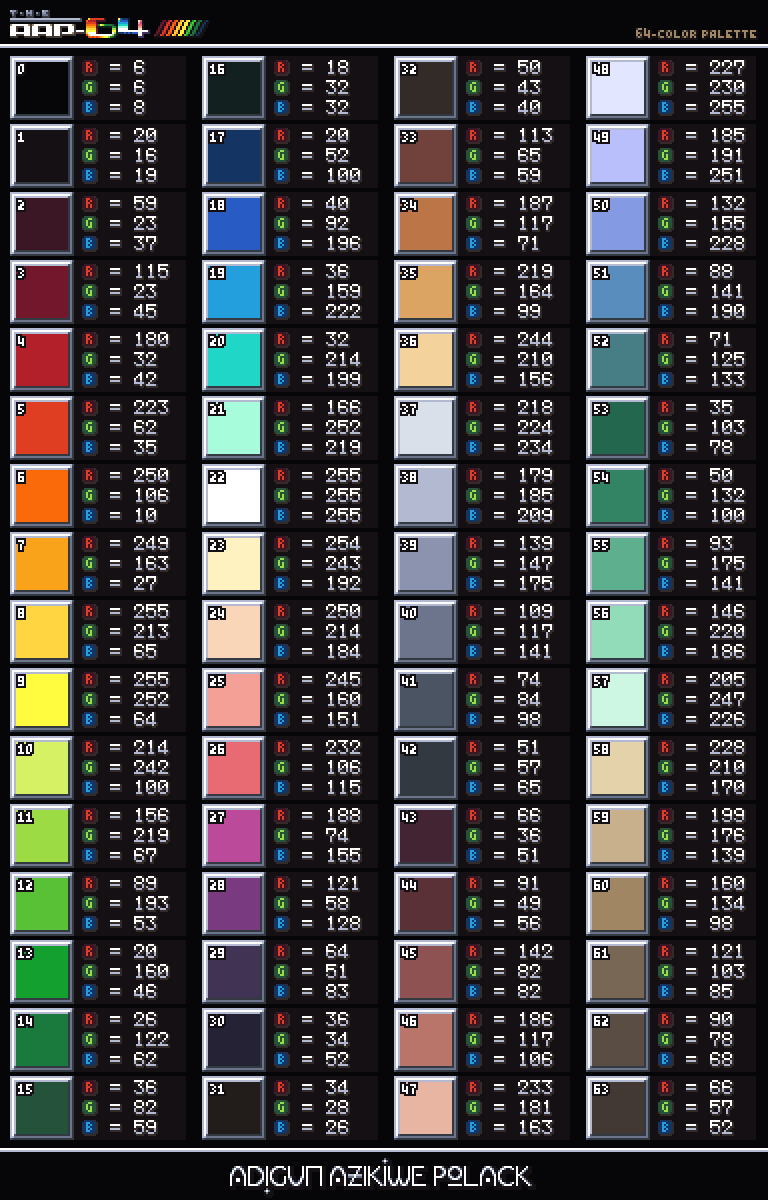 T·H·E
AAP-64
64-COLOR PALETTE
0
R = 6
G = 6
B = 8
1
R = 20
G = 16
B = 19
2
R = 59
G = 23
B = 37
3
R = 115
G = 23
B = 45
4
R = 180
G = 32
B = 42
5
R = 223
G = 62
B = 35
6
R = 250
G = 106
B = 10
7
R = 249
G = 163
B = 27
8
R = 255
G = 213
B = 65
9
R = 255
G = 252
B = 64
10
R = 214
G = 242
B = 100
11
R = 156
G = 219
B = 67
12
R = 89
G = 193
B = 53
13
R = 20
G = 160
B = 46
14
R = 26
G = 122
B = 62
15
R = 36
G = 82
B = 59
16
R = 18
G = 32
B = 32
17
R = 20
G = 52
B = 100
18
R = 40
G = 92
B = 196
19
R = 36
G = 159
B = 222
20
R = 32
G = 214
B = 199
21
R = 166
G = 252
B = 219
22
R = 255
G = 255
B = 255
23
R = 254
G = 243
B = 192
24
R = 250
G = 214
B = 184
25
R = 245
G = 160
B = 151
26
R = 232
G = 106
B = 115
27
R = 188
G = 74
B = 155
28
R = 121
G = 58
B = 128
29
R = 64
G = 51
B = 83
30
R = 36
G = 34
B = 52
31
R = 34
G = 28
B = 26
32
R = 50
G = 43
B = 40
33
R = 113
G = 65
B = 59
34
R = 187
G = 117
B = 71
35
R = 219
G = 164
B = 99
36
R = 244
G = 210
B = 156
37
R = 218
G = 224
B = 234
38
R = 179
G = 185
B = 209
39
R = 139
G = 147
B = 175
40
R = 109
G = 117
B = 141
41
R = 74
G = 84
B = 98
42
R = 51
G = 57
B = 65
43
R = 66
G = 36
B = 51
44
R = 91
G = 49
B = 56
45
R = 142
G = 82
B = 82
46
R = 186
G = 117
B = 106
47
R = 233
G = 181
B = 163
48
R = 227
G = 230
B = 255
49
R = 185
G = 191
B = 251
50
R = 132
G = 155
B = 228
51
R = 88
G = 141
B = 190
52
R = 71
G = 125
B = 133
53
R = 35
G = 103
B = 78
54
R = 50
G = 132
B = 100
55
R = 93
G = 175
B = 141
56
R = 146
G = 220
B = 186
57
R = 205
G = 247
B = 226
58
R = 228
G = 210
B = 170
59
R = 199
G = 176
B = 139
60
R = 160
G = 134
B = 98
61
R = 121
G = 103
B = 85
62
R = 90
G = 78
B = 68
63
R = 66
G = 57
B = 52
ADIGUN AZIKIWE POLACK